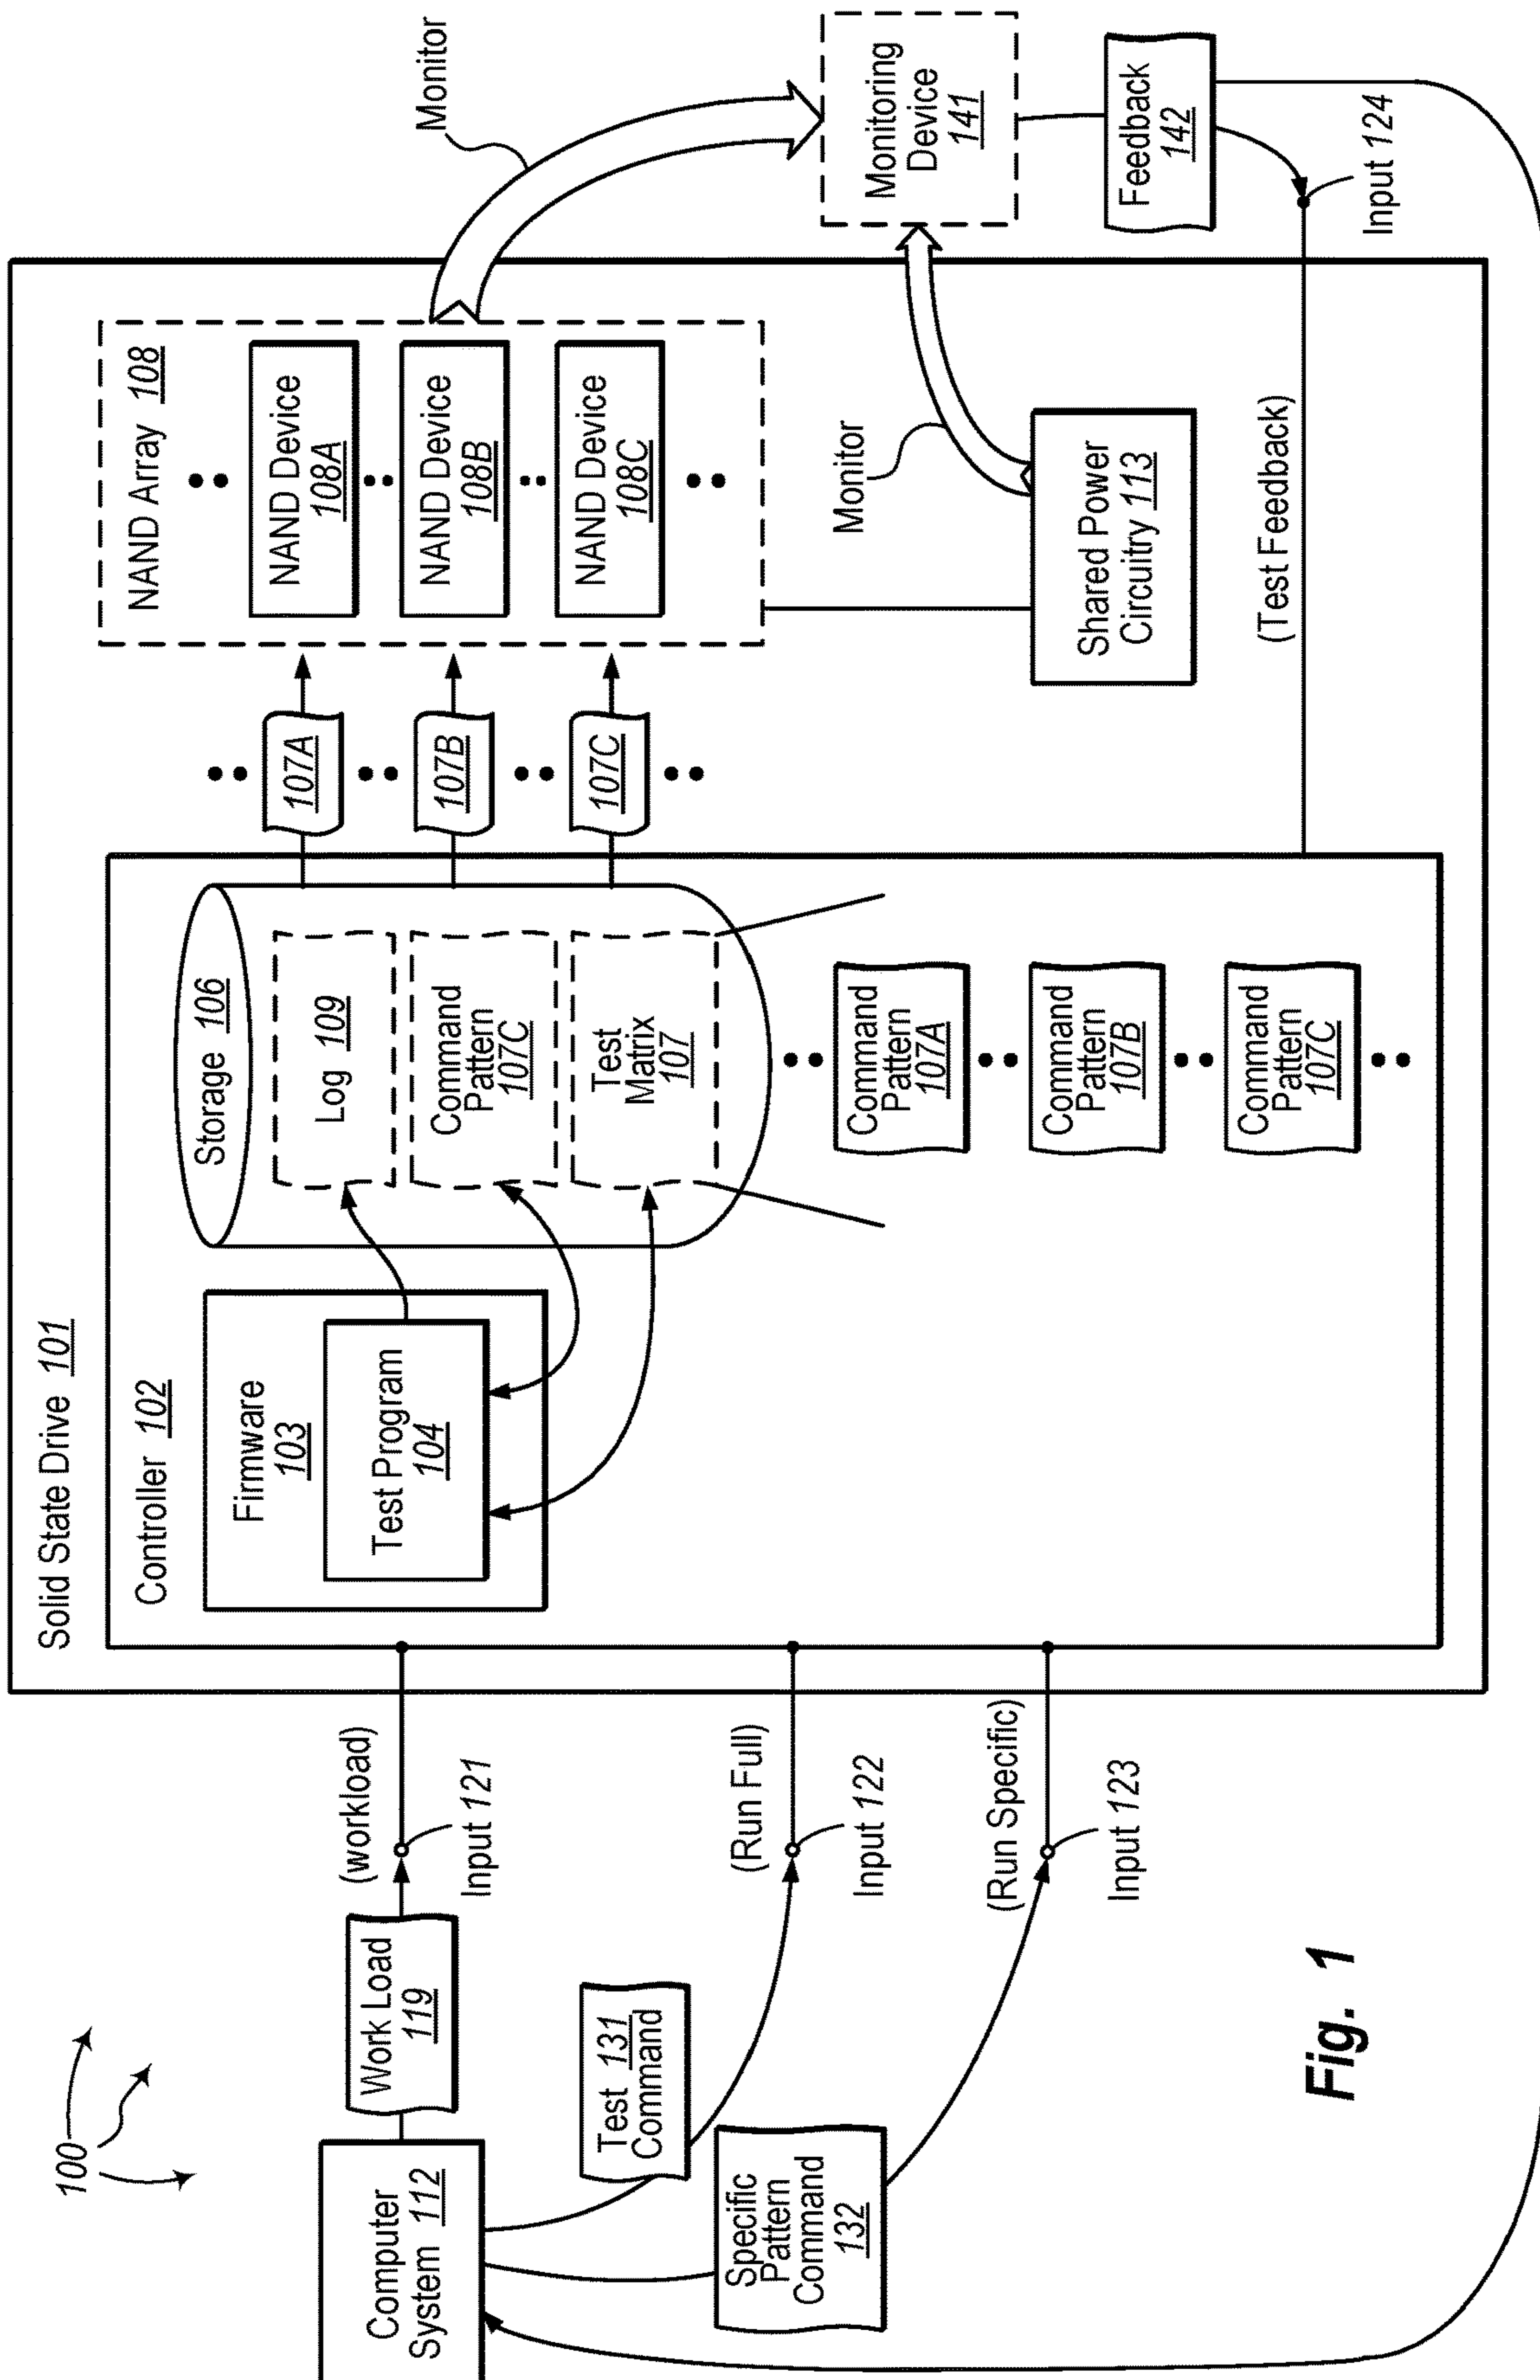 100
Solid State Drive 101
Controller 102
Firmware
103
Test Program
104
Storage 106
Log 109
Command
Pattern
107C
Test
Matrix
107
Command
Pattern
107A
Command
Pattern
107B
Command
Pattern
107C
107A
107B
107C
NAND Array 108
NAND Device
108A
NAND Device
108B
NAND Device
108C
Monitor
Monitor
Monitoring
Device
141
Feedback
142
Input 124
Shared Power
Circuitry 113
(Test Feedback)
Computer
System 112
Work Load
119
(workload)
Input 121
Test 131
Command
(Run Full)
Input 122
Specific
Pattern
Command
132
(Run Specific)
Input 123
Fig. 1